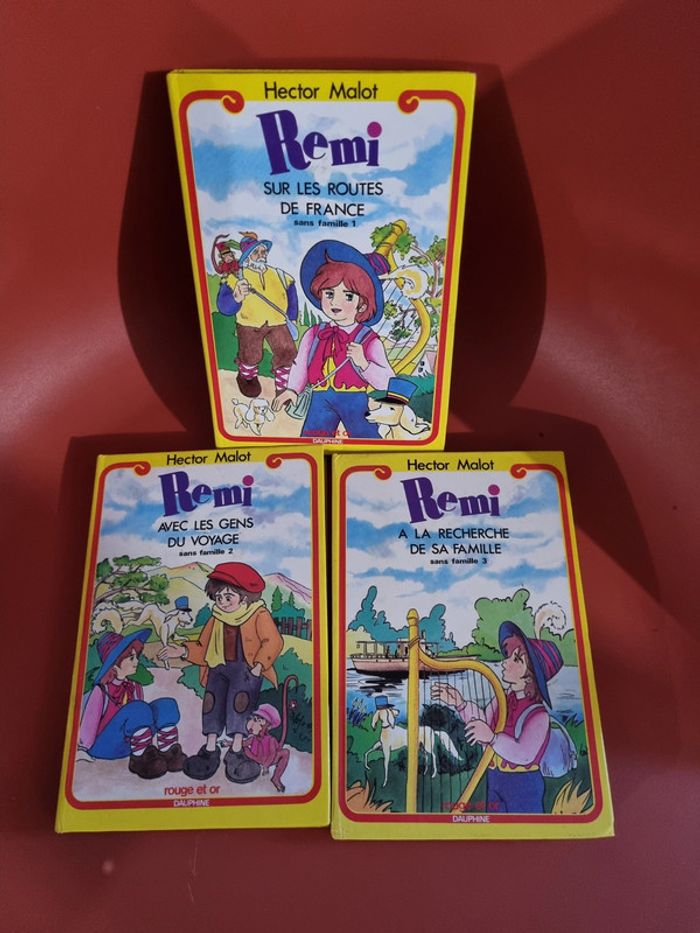 Hector Malot
Remi
SUR LES ROUTES
DE FRANCE
sans famille 1
rouge et or
DAUPHINE
Hector Malot
Remi
AVEC LES GENS
DU VOYAGE
sans famille 2
rouge et or
DAUPHINE
Hector Malot
Remi
A LA RECHERCHE
DE SA FAMILLE
sans famille 3
rouge et or
DAUPHINE